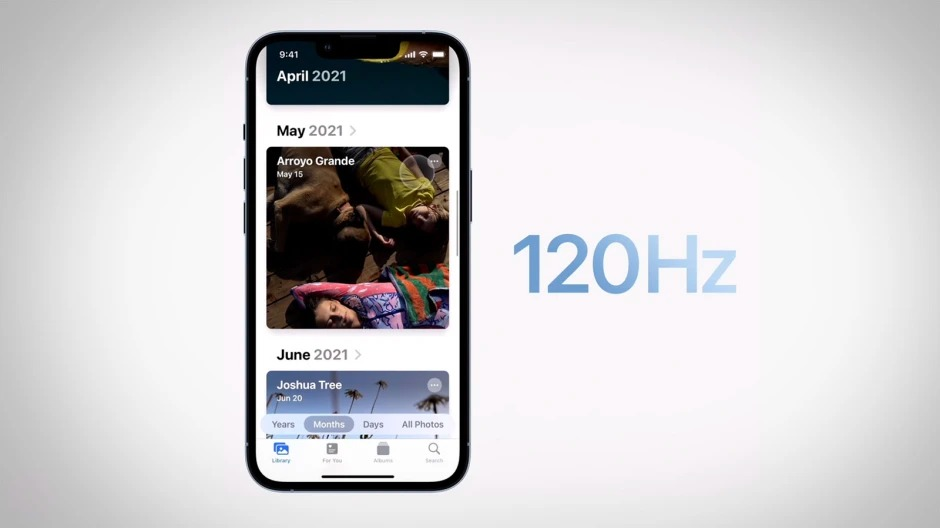 9:41
April 2021
May 2021
Arroyo Grande
May 15
120Hz
June 2021
Joshua Tree
Jun 20
Years Months Days All Photos
Library For You Albums Search